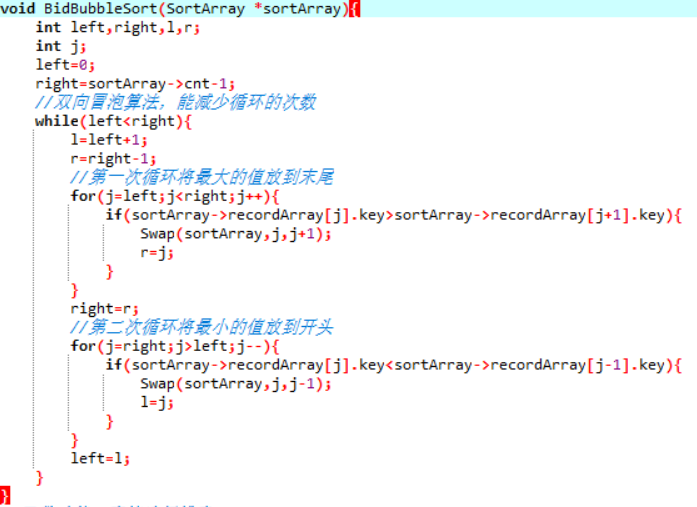 void BidBubbleSort(SortArray *sortArray){
int left,right,l,r;
int j;
left=0;
right=sortArray->cnt-1;
//双向冒泡算法，能减少循环的次数
while(left<right){
l=left+1;
r=right-1;
//第一次循环将最大的值放到末尾
for(j=left;j<right;j++){
if(sortArray->recordArray[j].key>sortArray->recordArray[j+1].key){
Swap(sortArray,j,j+1);
r=j;
}
}
right=r;
//第二次循环将最小的值放到开头
for(j=right;j>left;j--){
if(sortArray->recordArray[j].key<sortArray->recordArray[j-1].key){
Swap(sortArray,j,j-1);
l=j;
}
}
left=l;
}
}